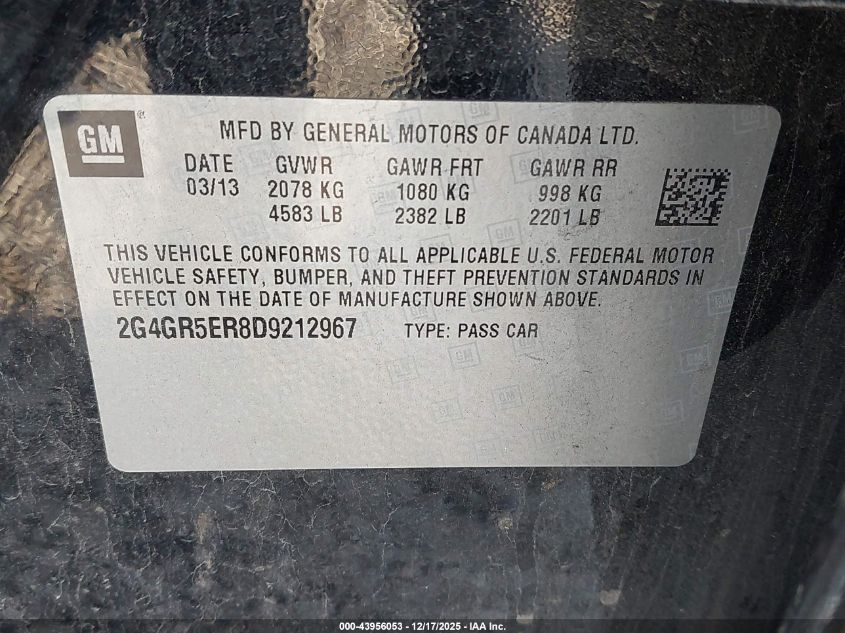 GM
MFD BY GENERAL MOTORS OF CANADA LTD.
DATE GVWR GAWR FRT GAWR RR
03/13 2078 KG 1080 KG 998 KG
4583 LB 2382 LB 2201 LB
THIS VEHICLE CONFORMS TO ALL APPLICABLE U.S. FEDERAL MOTOR
VEHICLE SAFETY, BUMPER, AND THEFT PREVENTION STANDARDS IN
EFFECT ON THE DATE OF MANUFACTURE SHOWN ABOVE.
2G4GR5ER8D9212967 TYPE: PASS CAR
000-43956053 — 12/17/2025 - IAA Inc.